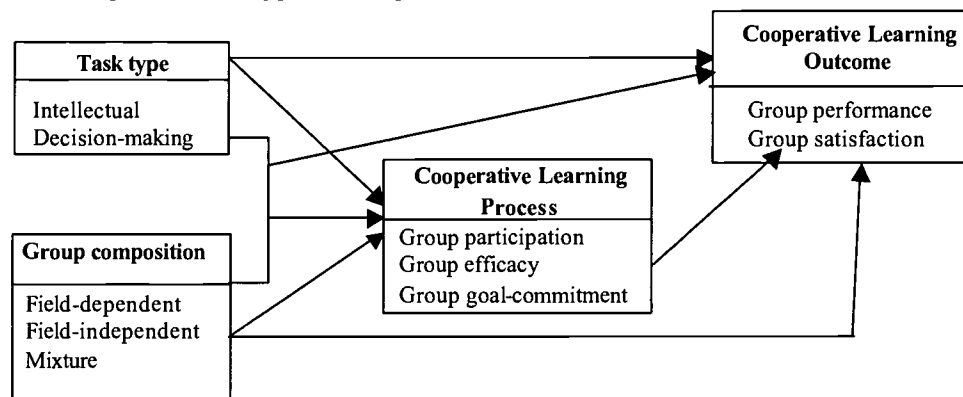 Task type
Intellectual
Decision-making
Group composition
Field-dependent
Field-independent
Mixture
Cooperative Learning
Process
Group participation
Group efficacy
Group goal-commitment
Cooperative Learning
Outcome
Group performance
Group satisfaction